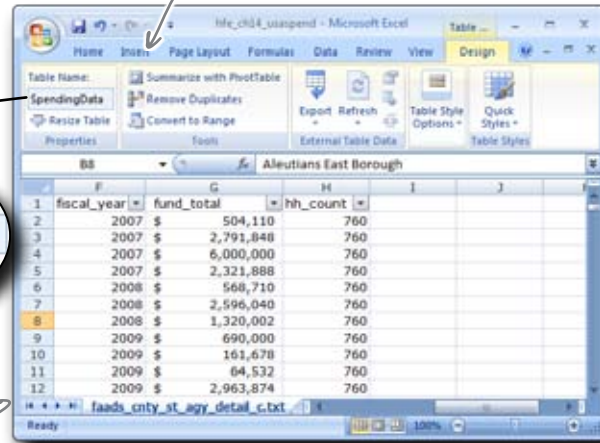 hfe_ch14_usaspend - Microsoft Excel
Table ...
Home Insert Page Layout Formulas Data Review View Design
Table Name:
SpendingData
Resize Table
Properties
Summarize with PivotTable
Remove Duplicates
Convert to Range
Tools
Export Refresh
External Table Data
Table Style Options
Quick Styles
Table Styles
B8 fx Aleutians East Borough
F G H I J
1 fiscal_year fund_total hh_count
2 2007 $ 504,110 760
3 2007 $ 2,791,848 760
4 2007 $ 6,000,000 760
5 2007 $ 2,321,888 760
6 2008 $ 568,710 760
7 2008 $ 2,596,040 760
8 2008 $ 1,320,002 760
9 2009 $ 690,000 760
10 2009 $ 161,678 760
11 2009 $ 64,532 760
12 2009 $ 2,963,874 760
faads_cnty_st_agy_detail_c.txt
Ready 100%